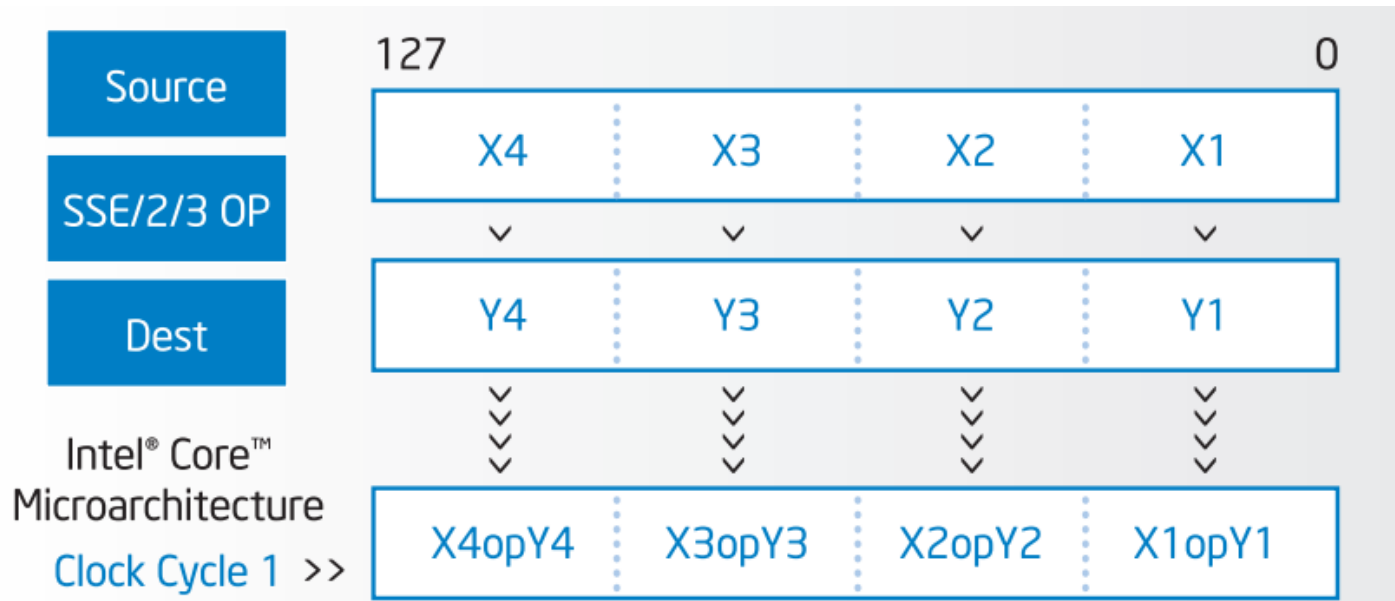 127 0
Source
X4 X3 X2 X1
SSE/2/3 OP
Y4 Y3 Y2 Y1
Dest
Intel® Core™
Microarchitecture
X4opY4 X3opY3 X2opY2 X1opY1
Clock Cycle 1 >>